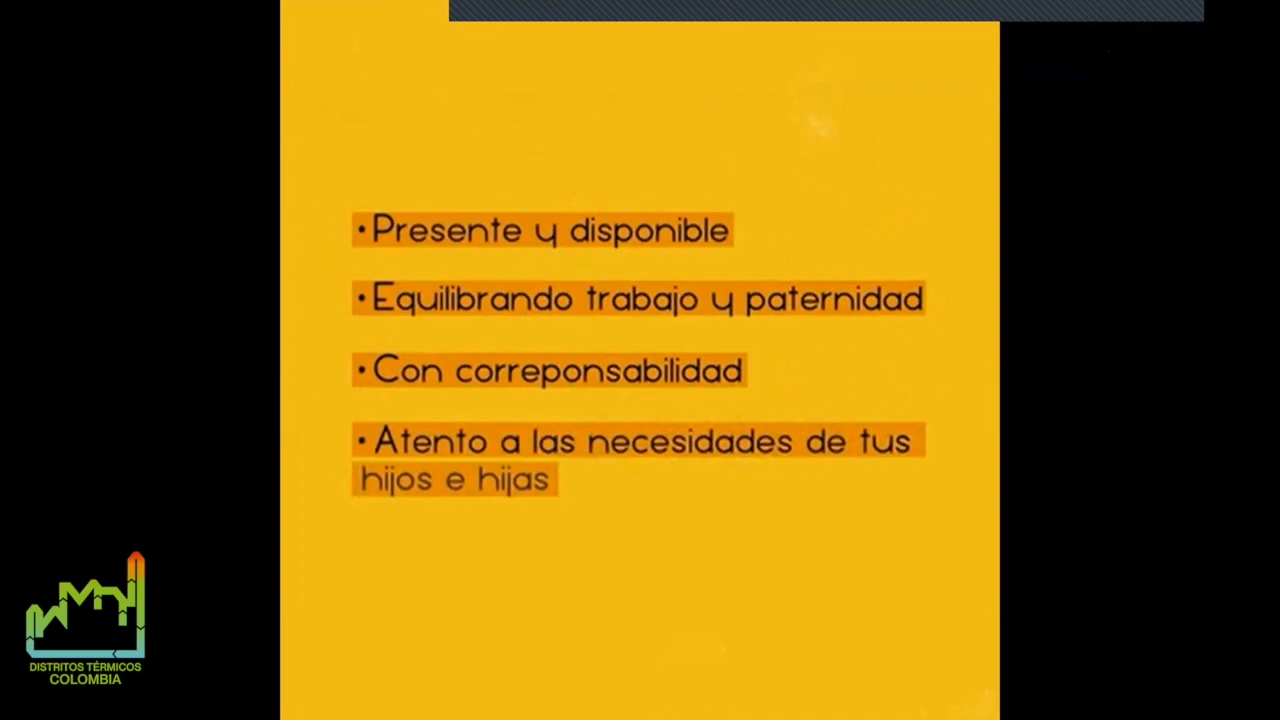 • Presente y disponible
• Equilibrando trabajo y paternidad
• Con correponsabilidad
• Atento a las necesidades de tus
hijos e hijas
DISTRITOS TÉRMICOS
COLOMBIA